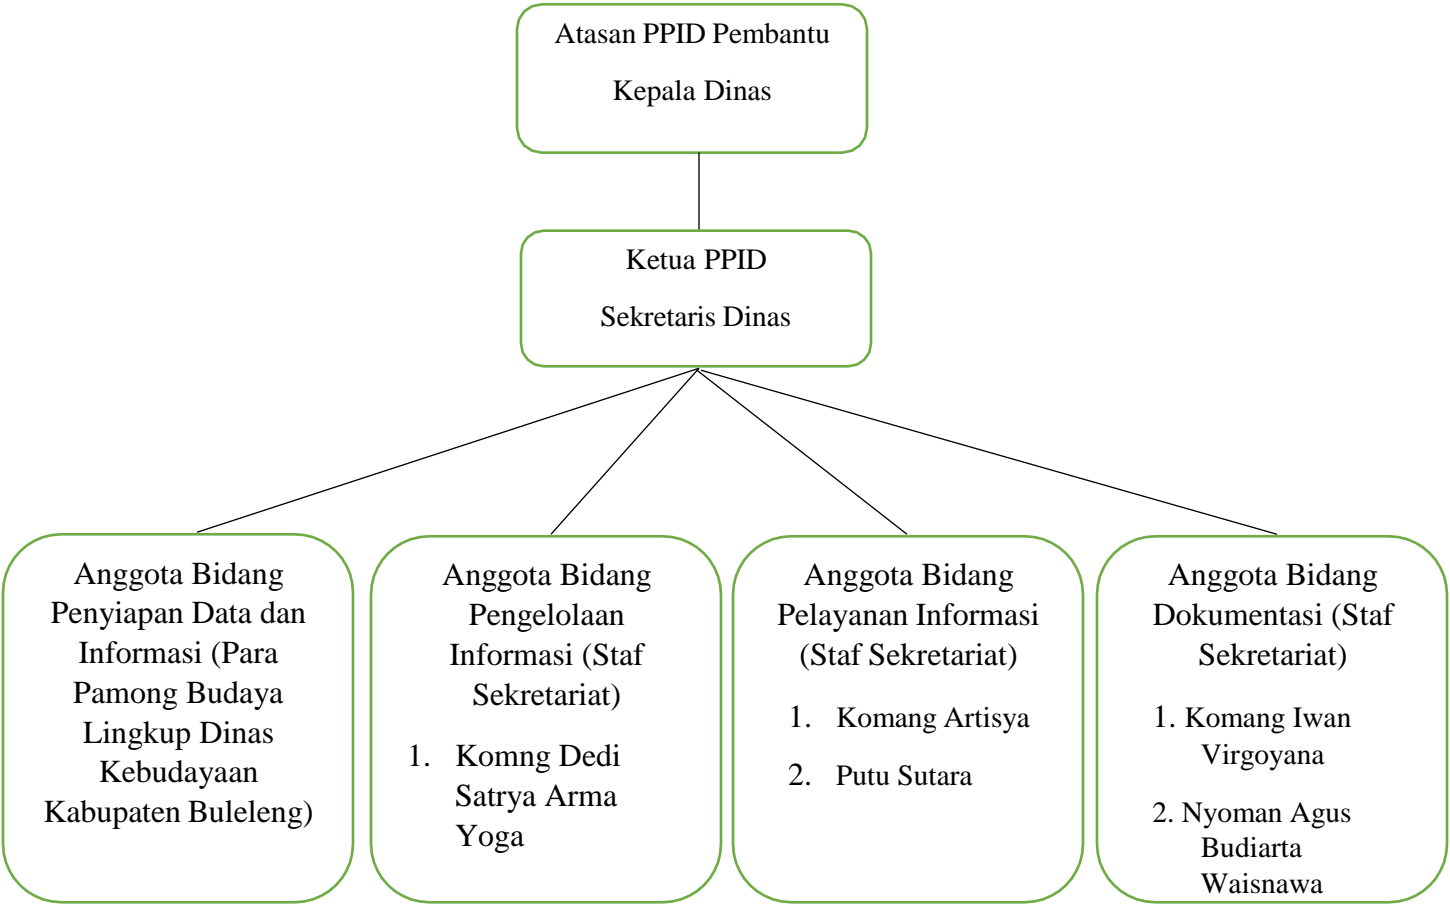 Atasan PPID Pembantu
Kepala Dinas
Ketua PPID
Sekretaris Dinas
Anggota Bidang
Penyiapan Data dan
Informasi (Para
Pamong Budaya
Lingkup Dinas
Kebudayaan
Kabupaten Buleleng)
Anggota Bidang
Pengelolaan
Informasi (Staf
Sekretariat)
1. Komng Dedi
Satrya Arma
Yoga
Anggota Bidang
Pelayanan Informasi
(Staf Sekretariat)
1. Komang Artisya
2. Putu Sutara
Anggota Bidang
Dokumentasi (Staf
Sekretariat)
1. Komang Iwan
Virgoyana
2. Nyoman Agus
Budiarta
Waisnawa